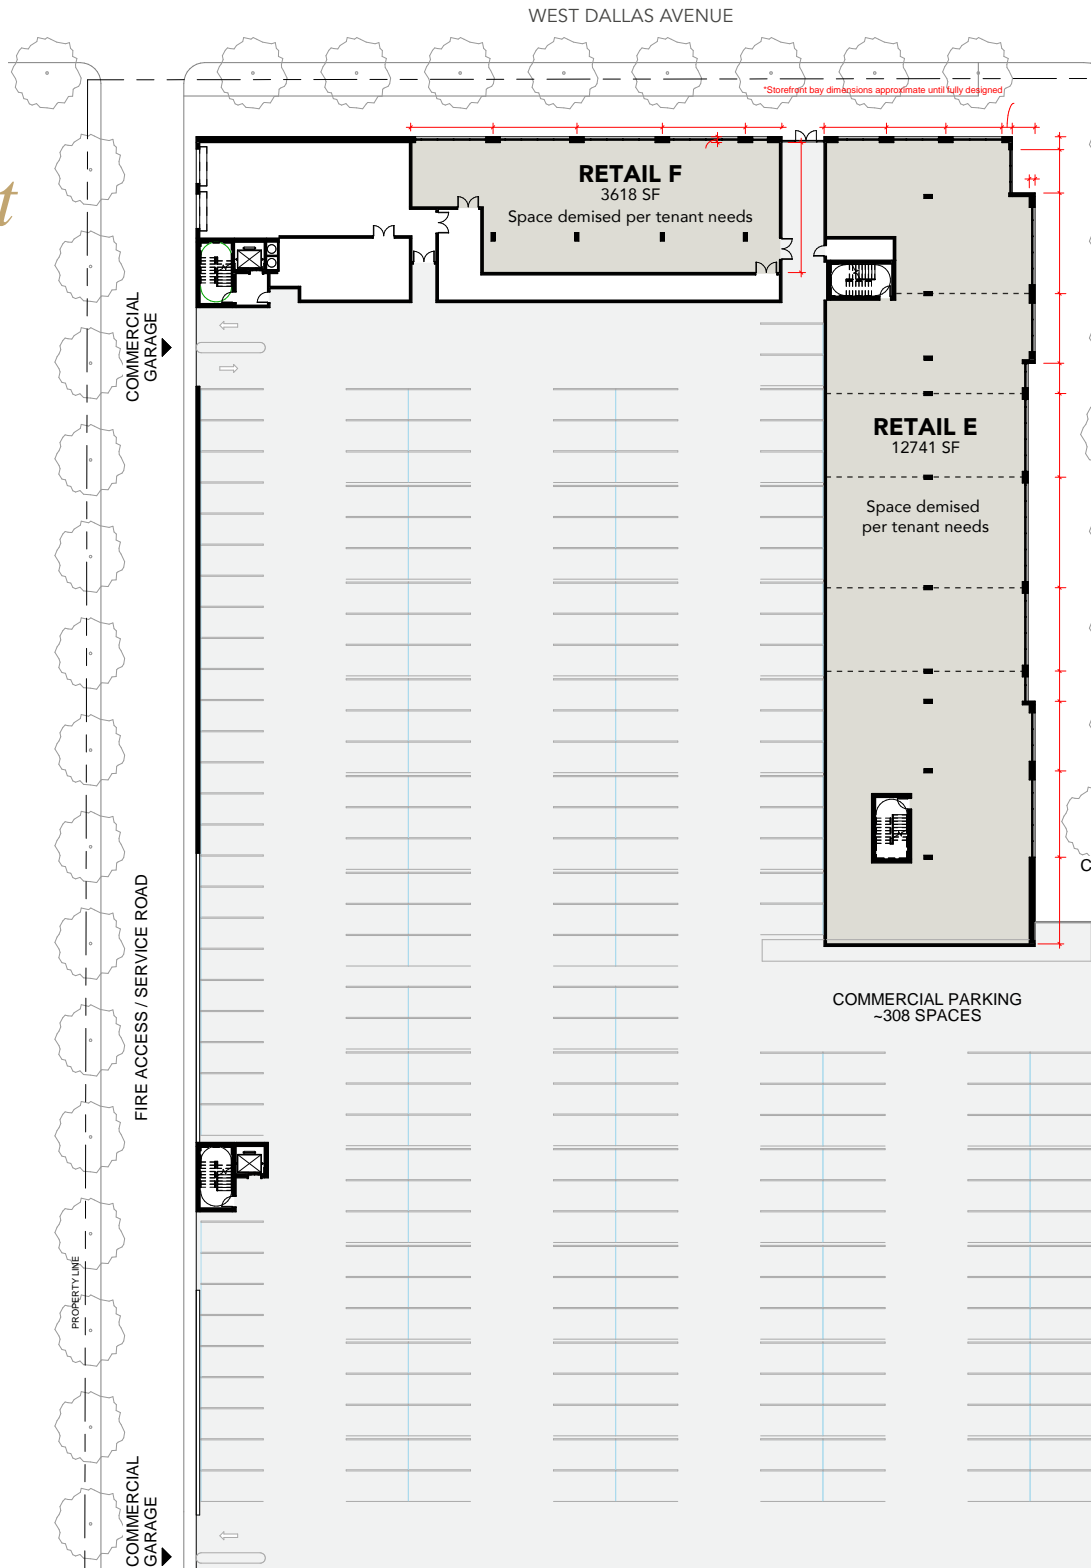 WEST DALLAS AVENUE
*Storefront bay dimensions approximate until fully designed
t
RETAIL F
3618 SF
Space demised per tenant needs
COMMERCIAL
GARAGE
RETAIL E
12741 SF
Space demised
per tenant needs
C
FIRE ACCESS / SERVICE ROAD
COMMERCIAL PARKING
~308 SPACES
PROPERTY LINE
COMMERCIAL
GARAGE